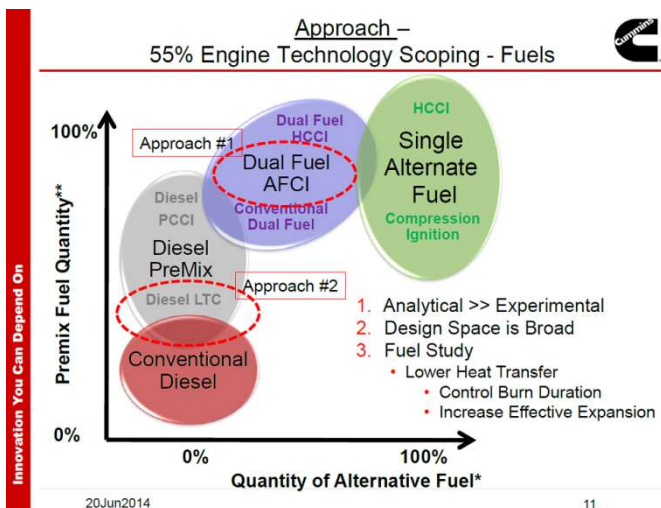 Approach –
55% Engine Technology Scoping - Fuels
Cummins
Innovation You Can Depend On
Premix Fuel Quantity**
100%
0%
Approach #1
Dual Fuel
HCCI
Dual Fuel
AFCI
Conventional
Dual Fuel
HCCI
Single
Alternate
Fuel
Compression
Ignition
Diesel
PCCI
Diesel
PreMix
Diesel LTC
Approach #2
Conventional
Diesel
1. Analytical >> Experimental
2. Design Space is Broad
3. Fuel Study
• Lower Heat Transfer
• Control Burn Duration
• Increase Effective Expansion
0%
100%
Quantity of Alternative Fuel*
20Jun2014
11